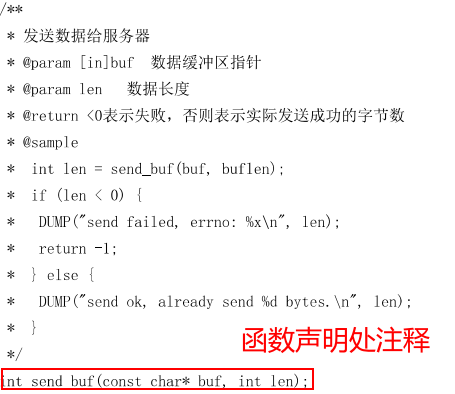 /**
* 发送数据给服务器
* @param [in]buf 数据缓冲区指针
* @param len 数据长度
* @return <0表示失败，否则表示实际发送成功的字节数
* @sample
* int len = send_buf(buf, buflen);
* if (len < 0) {
* DUMP("send failed, errno: %x\n", len);
* return -1;
* } else {
* DUMP("send ok, already send %d bytes.\n", len);
* }
*/
函数声明处注释
int send_buf(const char* buf, int len);